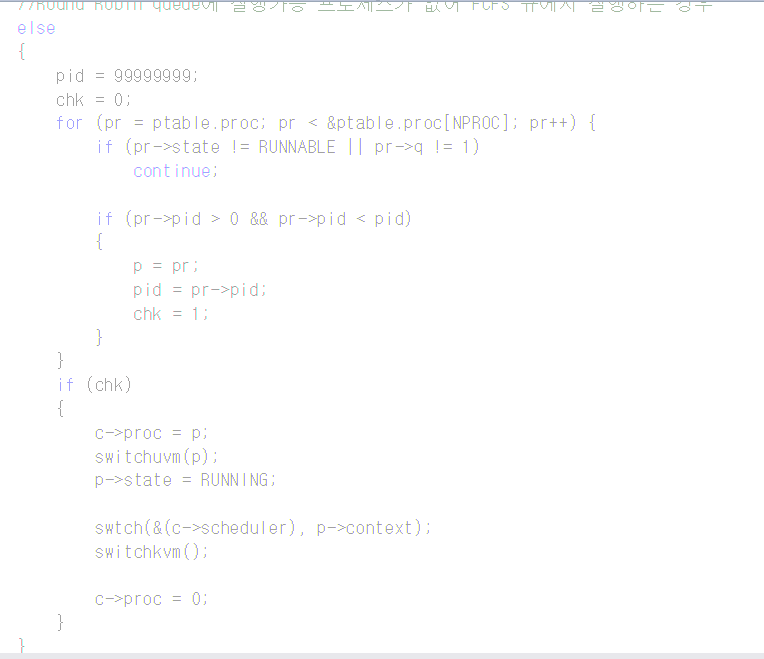 //Round Robin queue에 실행가능 프로세스가 없어 FCFS 큐에서 실행하는 경우
else
{
    pid = 99999999;
    chk = 0;
    for (pr = ptable.proc; pr < &ptable.proc[NPROC]; pr++) {
        if (pr->state != RUNNABLE || pr->q != 1)
            continue;

        if (pr->pid > 0 && pr->pid < pid)
        {
            p = pr;
            pid = pr->pid;
            chk = 1;
        }
    }
    if (chk)
    {
        c->proc = p;
        switchuvm(p);
        p->state = RUNNING;

        swtch(&(c->scheduler), p->context);
        switchkvm();

        c->proc = 0;
    }
}